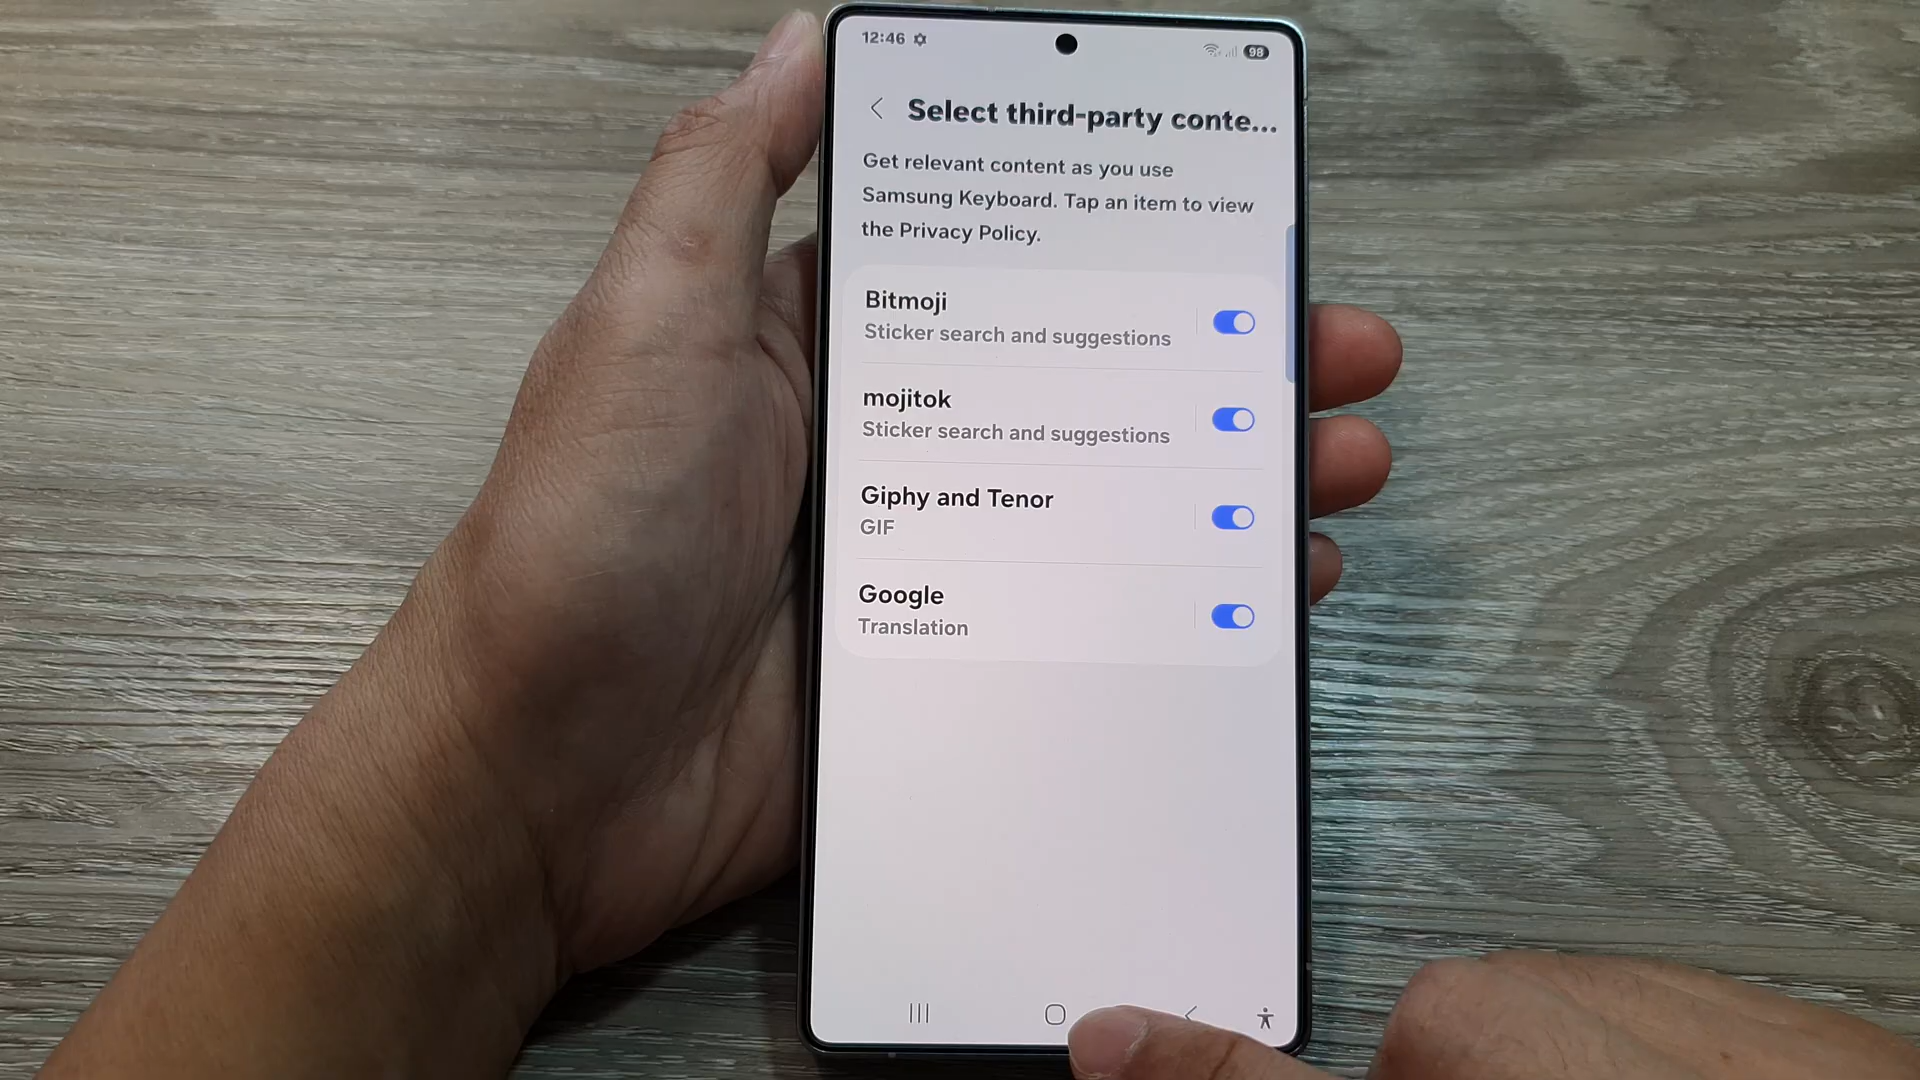 12:46
98
Select third-party conte...
Get relevant content as you use
Samsung Keyboard. Tap an item to view
the Privacy Policy.
Bitmoji
Sticker search and suggestions
mojitok
Sticker search and suggestions
Giphy and Tenor
GIF
Google
Translation